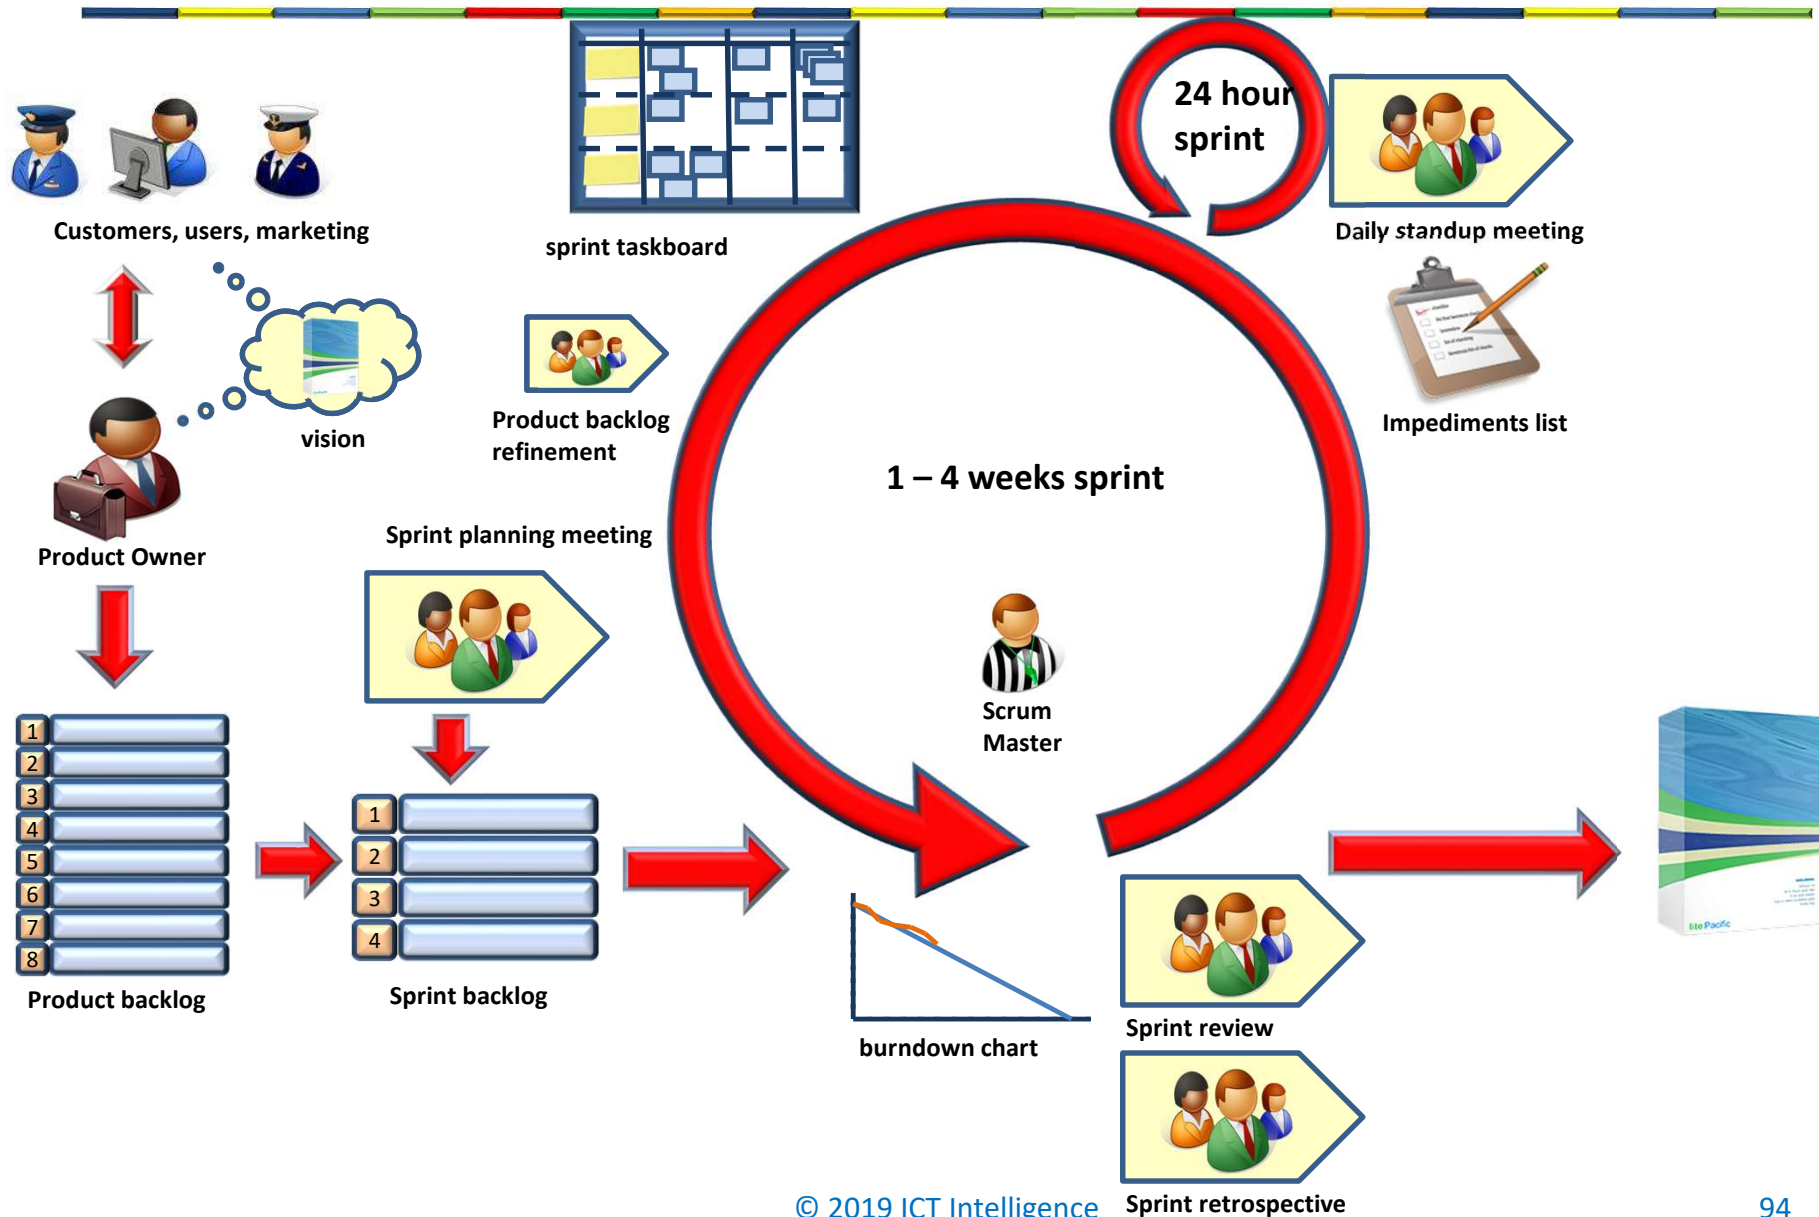 24 hour
sprint
Customers, users, marketing
sprint taskboard
Daily standup meeting
vision
Product backlog
refinement
Impediments list
1 – 4 weeks sprint
Product Owner
Sprint planning meeting
Scrum
Master
1
2
3
4
5
6
7
8
Product backlog
1
2
3
4
Sprint backlog
burndown chart
Sprint review
Sprint retrospective
lite Pacific
© 2019 ICT Intelligence
94